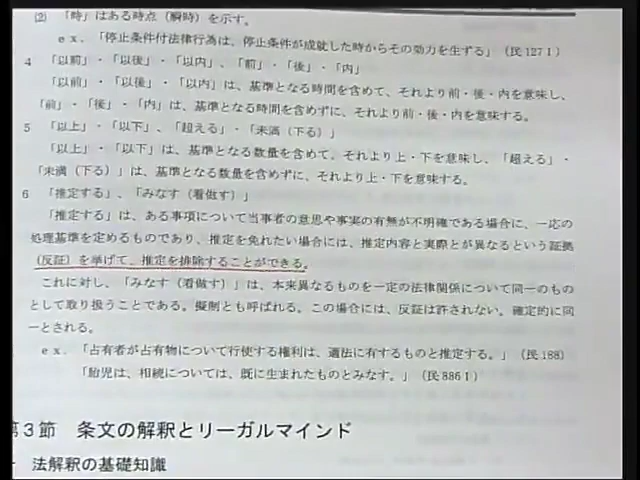 (2) 「時」はある時点（瞬時）を示す。
ex. 「停止条件付法律行為は、停止条件が成就した時からその効力を生ずる」（民127Ⅰ）
4 「以前」・「以後」・「以内」、「前」・「後」・「内」
「以前」・「以後」・「以内」は、基準となる時間を含めて、それより前・後・内を意味し、
「前」・「後」・「内」は、基準となる時間を含めずに、それより前・後・内を意味する。
5 「以上」・「以下」、「超える」・「未満（下る）」
「以上」・「以下」は、基準となる数量を含めて、それより上・下を意味し、「超える」・
「未満（下る）」は、基準となる数量を含めずに、それより上・下を意味する。
6 「推定する」、「みなす（看做す）」
「推定する」は、ある事項について当事者の意思や事実の有無が不明確である場合に、一応の
処理基準を定めるものであり、推定を免れたい場合には、推定内容と実際とが異なるという証拠
（反証）を挙げて、推定を排除することができる。
これに対し、「みなす（看做す）」は、本来異なるものを一定の法律関係について同一のもの
として取り扱うことである。擬制とも呼ばれる。この場合には、反証は許されない。確定的に同
一とされる。
ex. 「占有者が占有物について行使する権利は、適法に有するものと推定する。」（民188）
「胎児は、相続については、既に生まれたものとみなす。」（民886Ⅰ）
第3節 条文の解釈とリーガルマインド
法解釈の基礎知識